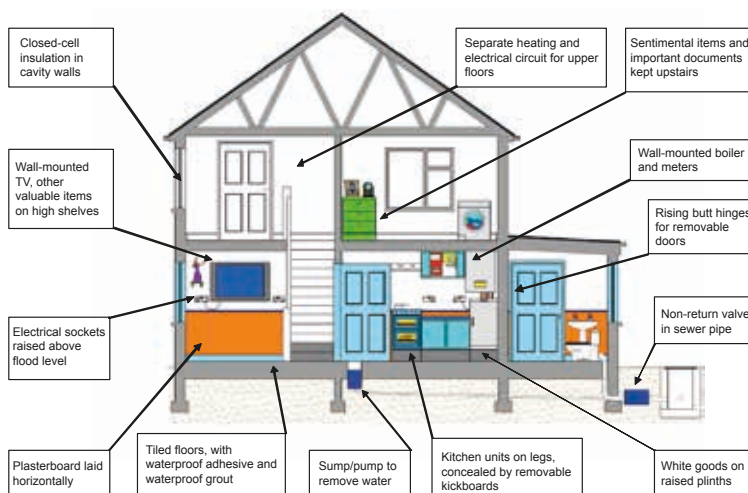 Closed-cell
insulation in
cavity walls
Separate heating and
electrical circuit for upper
floors
Sentimental items and
important documents
kept upstairs
Wall-mounted
TV, other
valuable items
on high shelves
Wall-mounted boiler
and meters
Rising butt hinges
for removable
doors
Electrical sockets
raised above
flood level
Non-return valve
in sewer pipe
Plasterboard laid
horizontally
Tiled floors, with
waterproof adhesive and
waterproof grout
Sump/pump to
remove water
Kitchen units on legs,
concealed by removable
kickboards
White goods on
raised plinths